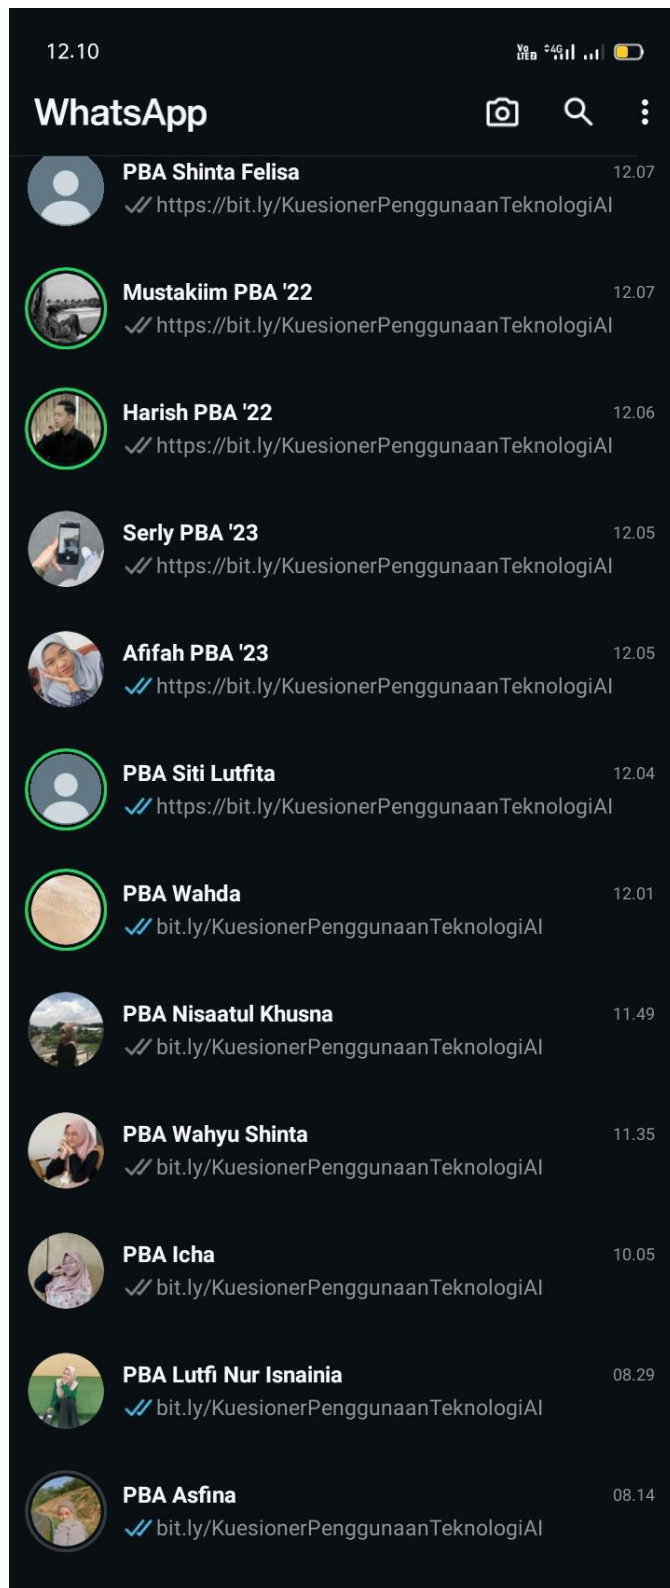 12.10
Vo LTE 2 4G
WhatsApp
PBA Shinta Felisa 12.07
https://bit.ly/KuesionerPenggunaanTeknologiAI
Mustakiim PBA '22 12.07
https://bit.ly/KuesionerPenggunaanTeknologiAI
Harish PBA '22 12.06
https://bit.ly/KuesionerPenggunaanTeknologiAI
Serly PBA '23 12.05
https://bit.ly/KuesionerPenggunaanTeknologiAI
Afifah PBA '23 12.05
https://bit.ly/KuesionerPenggunaanTeknologiAI
PBA Siti Lutfita 12.04
https://bit.ly/KuesionerPenggunaanTeknologiAI
PBA Wahda 12.01
bit.ly/KuesionerPenggunaanTeknologiAI
PBA Nisaatul Khusna 11.49
bit.ly/KuesionerPenggunaanTeknologiAI
PBA Wahyu Shinta 11.35
bit.ly/KuesionerPenggunaanTeknologiAI
PBA Icha 10.05
bit.ly/KuesionerPenggunaanTeknologiAI
PBA Lutfi Nur Isnainia 08.29
bit.ly/KuesionerPenggunaanTeknologiAI
PBA Asfina 08.14
bit.ly/KuesionerPenggunaanTeknologiAI